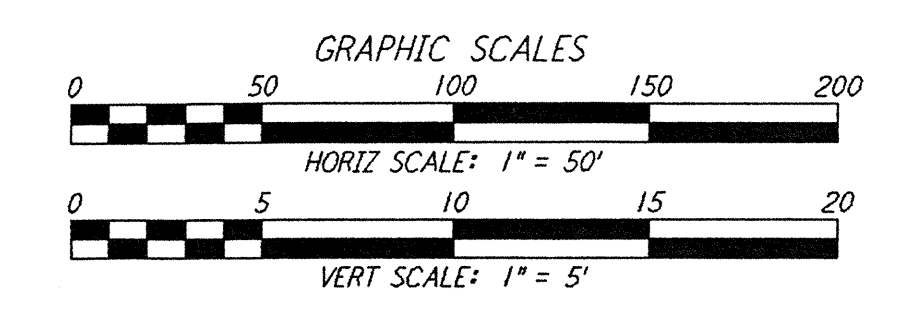 GRAPHIC SCALES
0 50 100 150 200
HORIZ SCALE: 1" = 50'
0 5 10 15 20
VERT SCALE: 1" = 5'